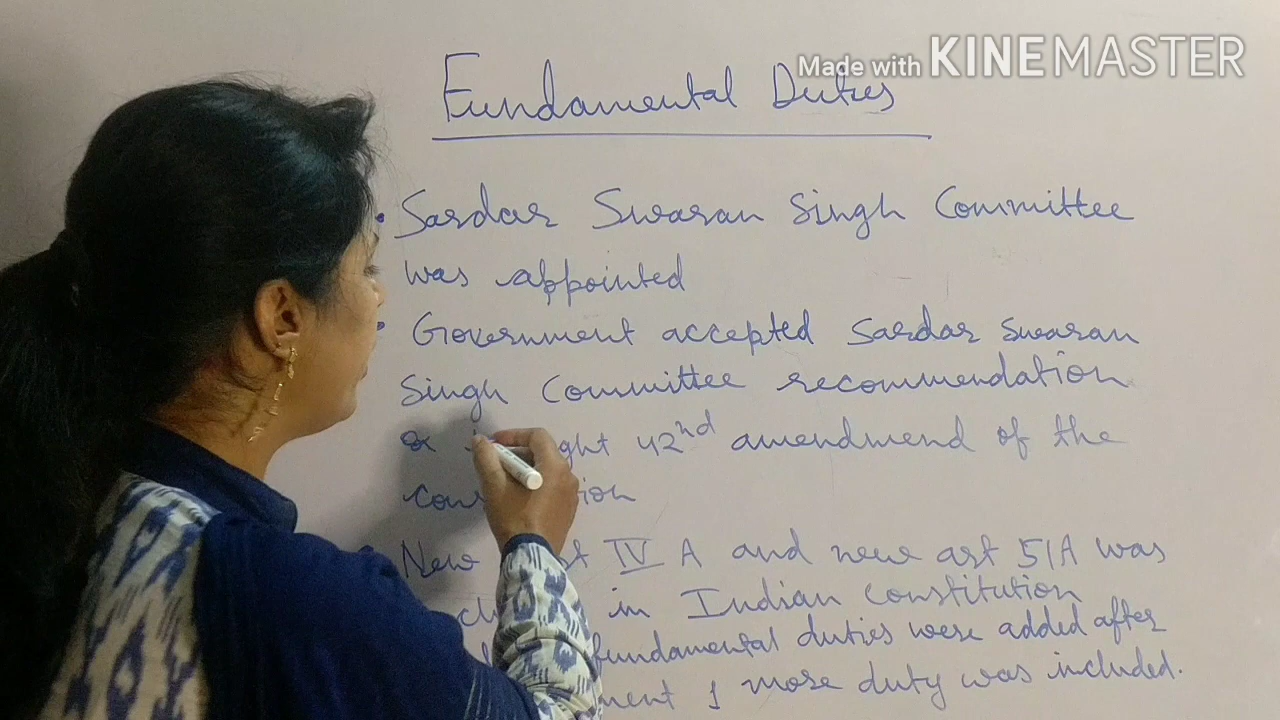 Made with KINEMASTER
Fundamental Duties
• Sardar Swaran Singh Committee
was appointed
• Government accepted Sardar Swaran
Singh Committee recommendation
& ght 42nd amendmend of the
con ion
New IV A and new art 51A was
in Indian constitution
fundamental duties were added after
ment 1 more duty was included.